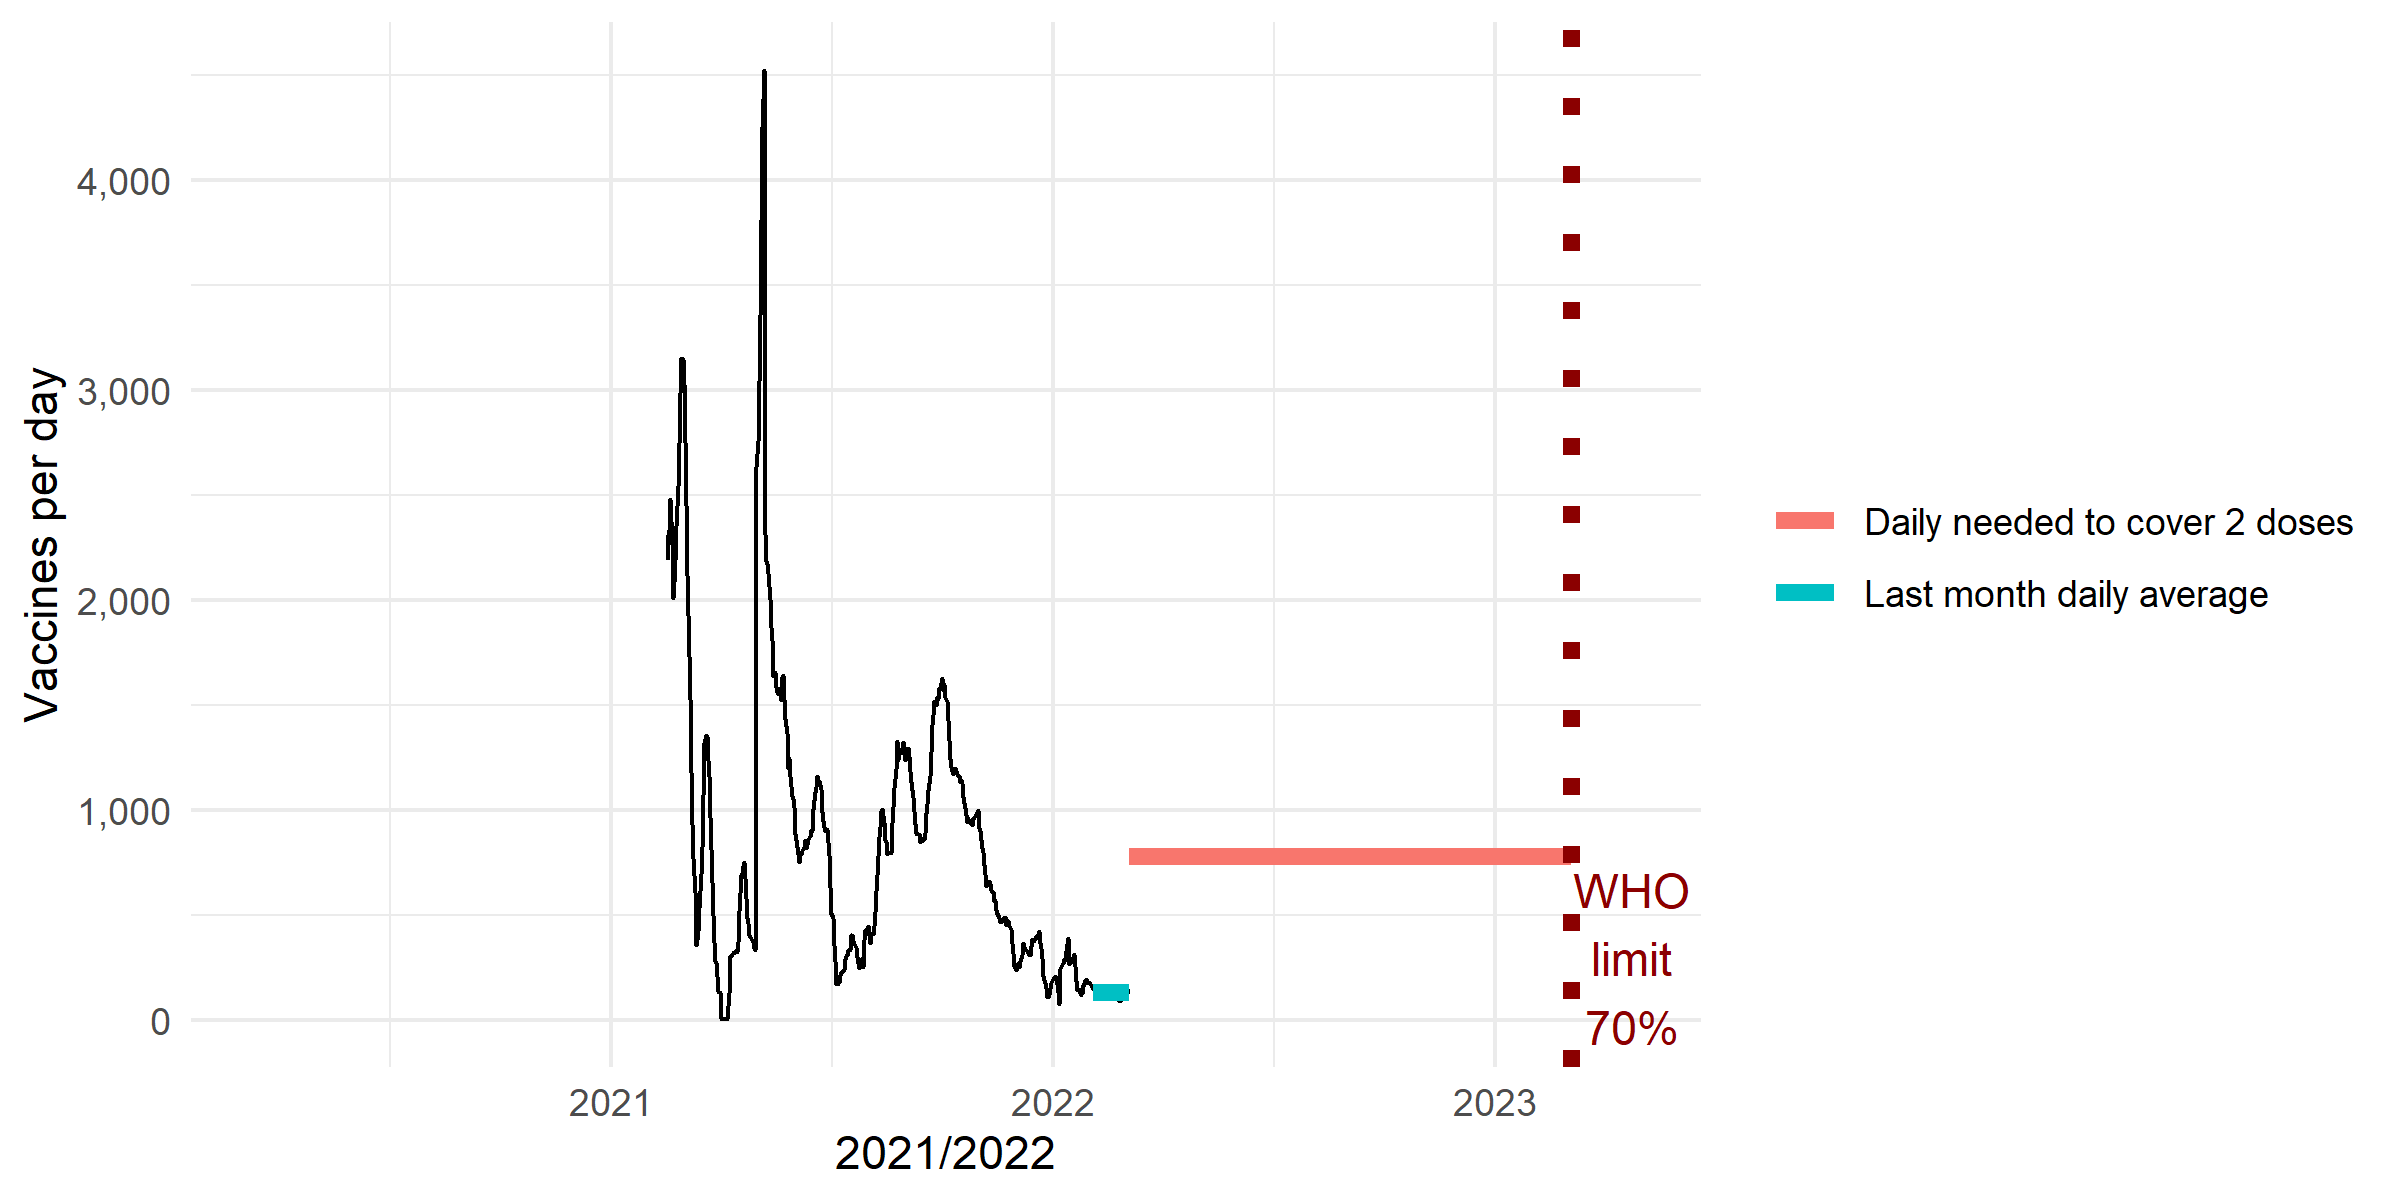 Vaccines per day
4,000
3,000
2,000
1,000
0
2021
2022
2023
2021/2022
WHO
limit
70%
Daily needed to cover 2 doses
Last month daily average